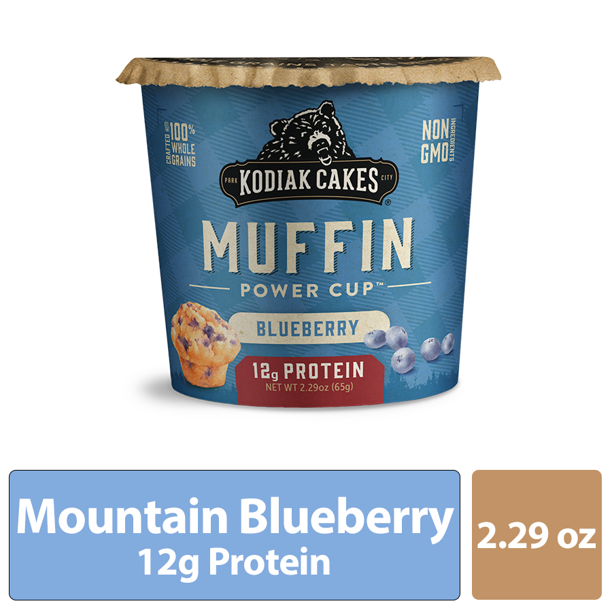 CRAFTED WITH
100%
WHOLE
GRAINS
NON
GMO
INGREDIENTS
PARK
KODIAK CAKES
CITY
®
MUFFIN
POWER CUP™
BLUEBERRY
12g PROTEIN
NET WT 2.29oz (65g)
Mountain Blueberry
12g Protein
2.29 oz